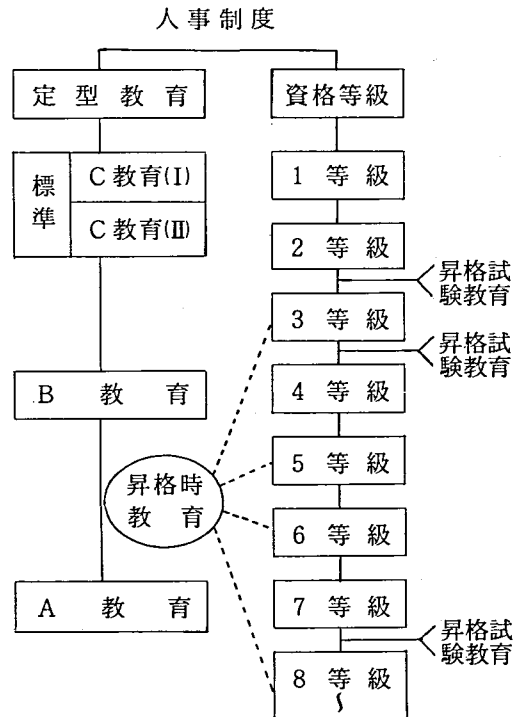 人事制度
定型教育
標準
C教育(I)
C教育(II)
B教育
昇格時
教育
A教育
資格等級
1等級
2等級
昇格試
験教育
3等級
昇格試
験教育
4等級
5等級
6等級
7等級
昇格試
験教育
8等級
〜